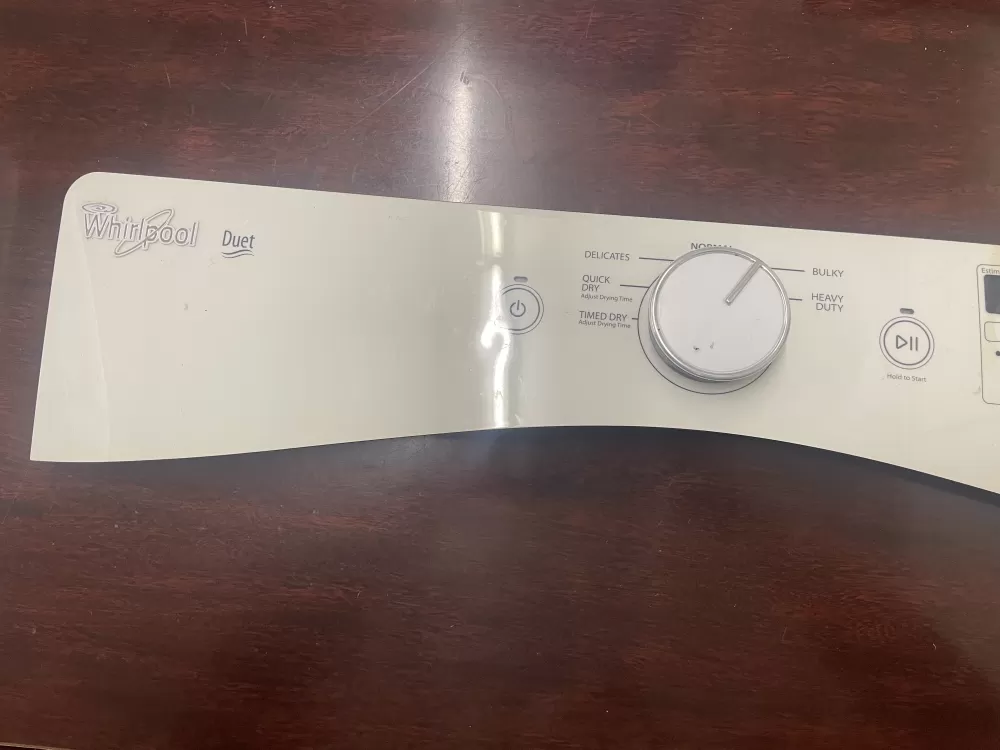 Whirlpool
Duet
DELICATES
QUICK
DRY
Adjust Drying Time
TIMED DRY
Adjust Drying Time
BULKY
HEAVY
DUTY
Hold to Start